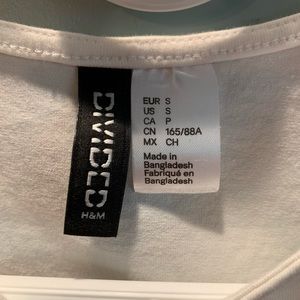 DIVIDED
H&M
EUR S
US S
CA P
CN 165/88A
MX CH
Made in
Bangladesh
Fabriqué en
Bangladesh